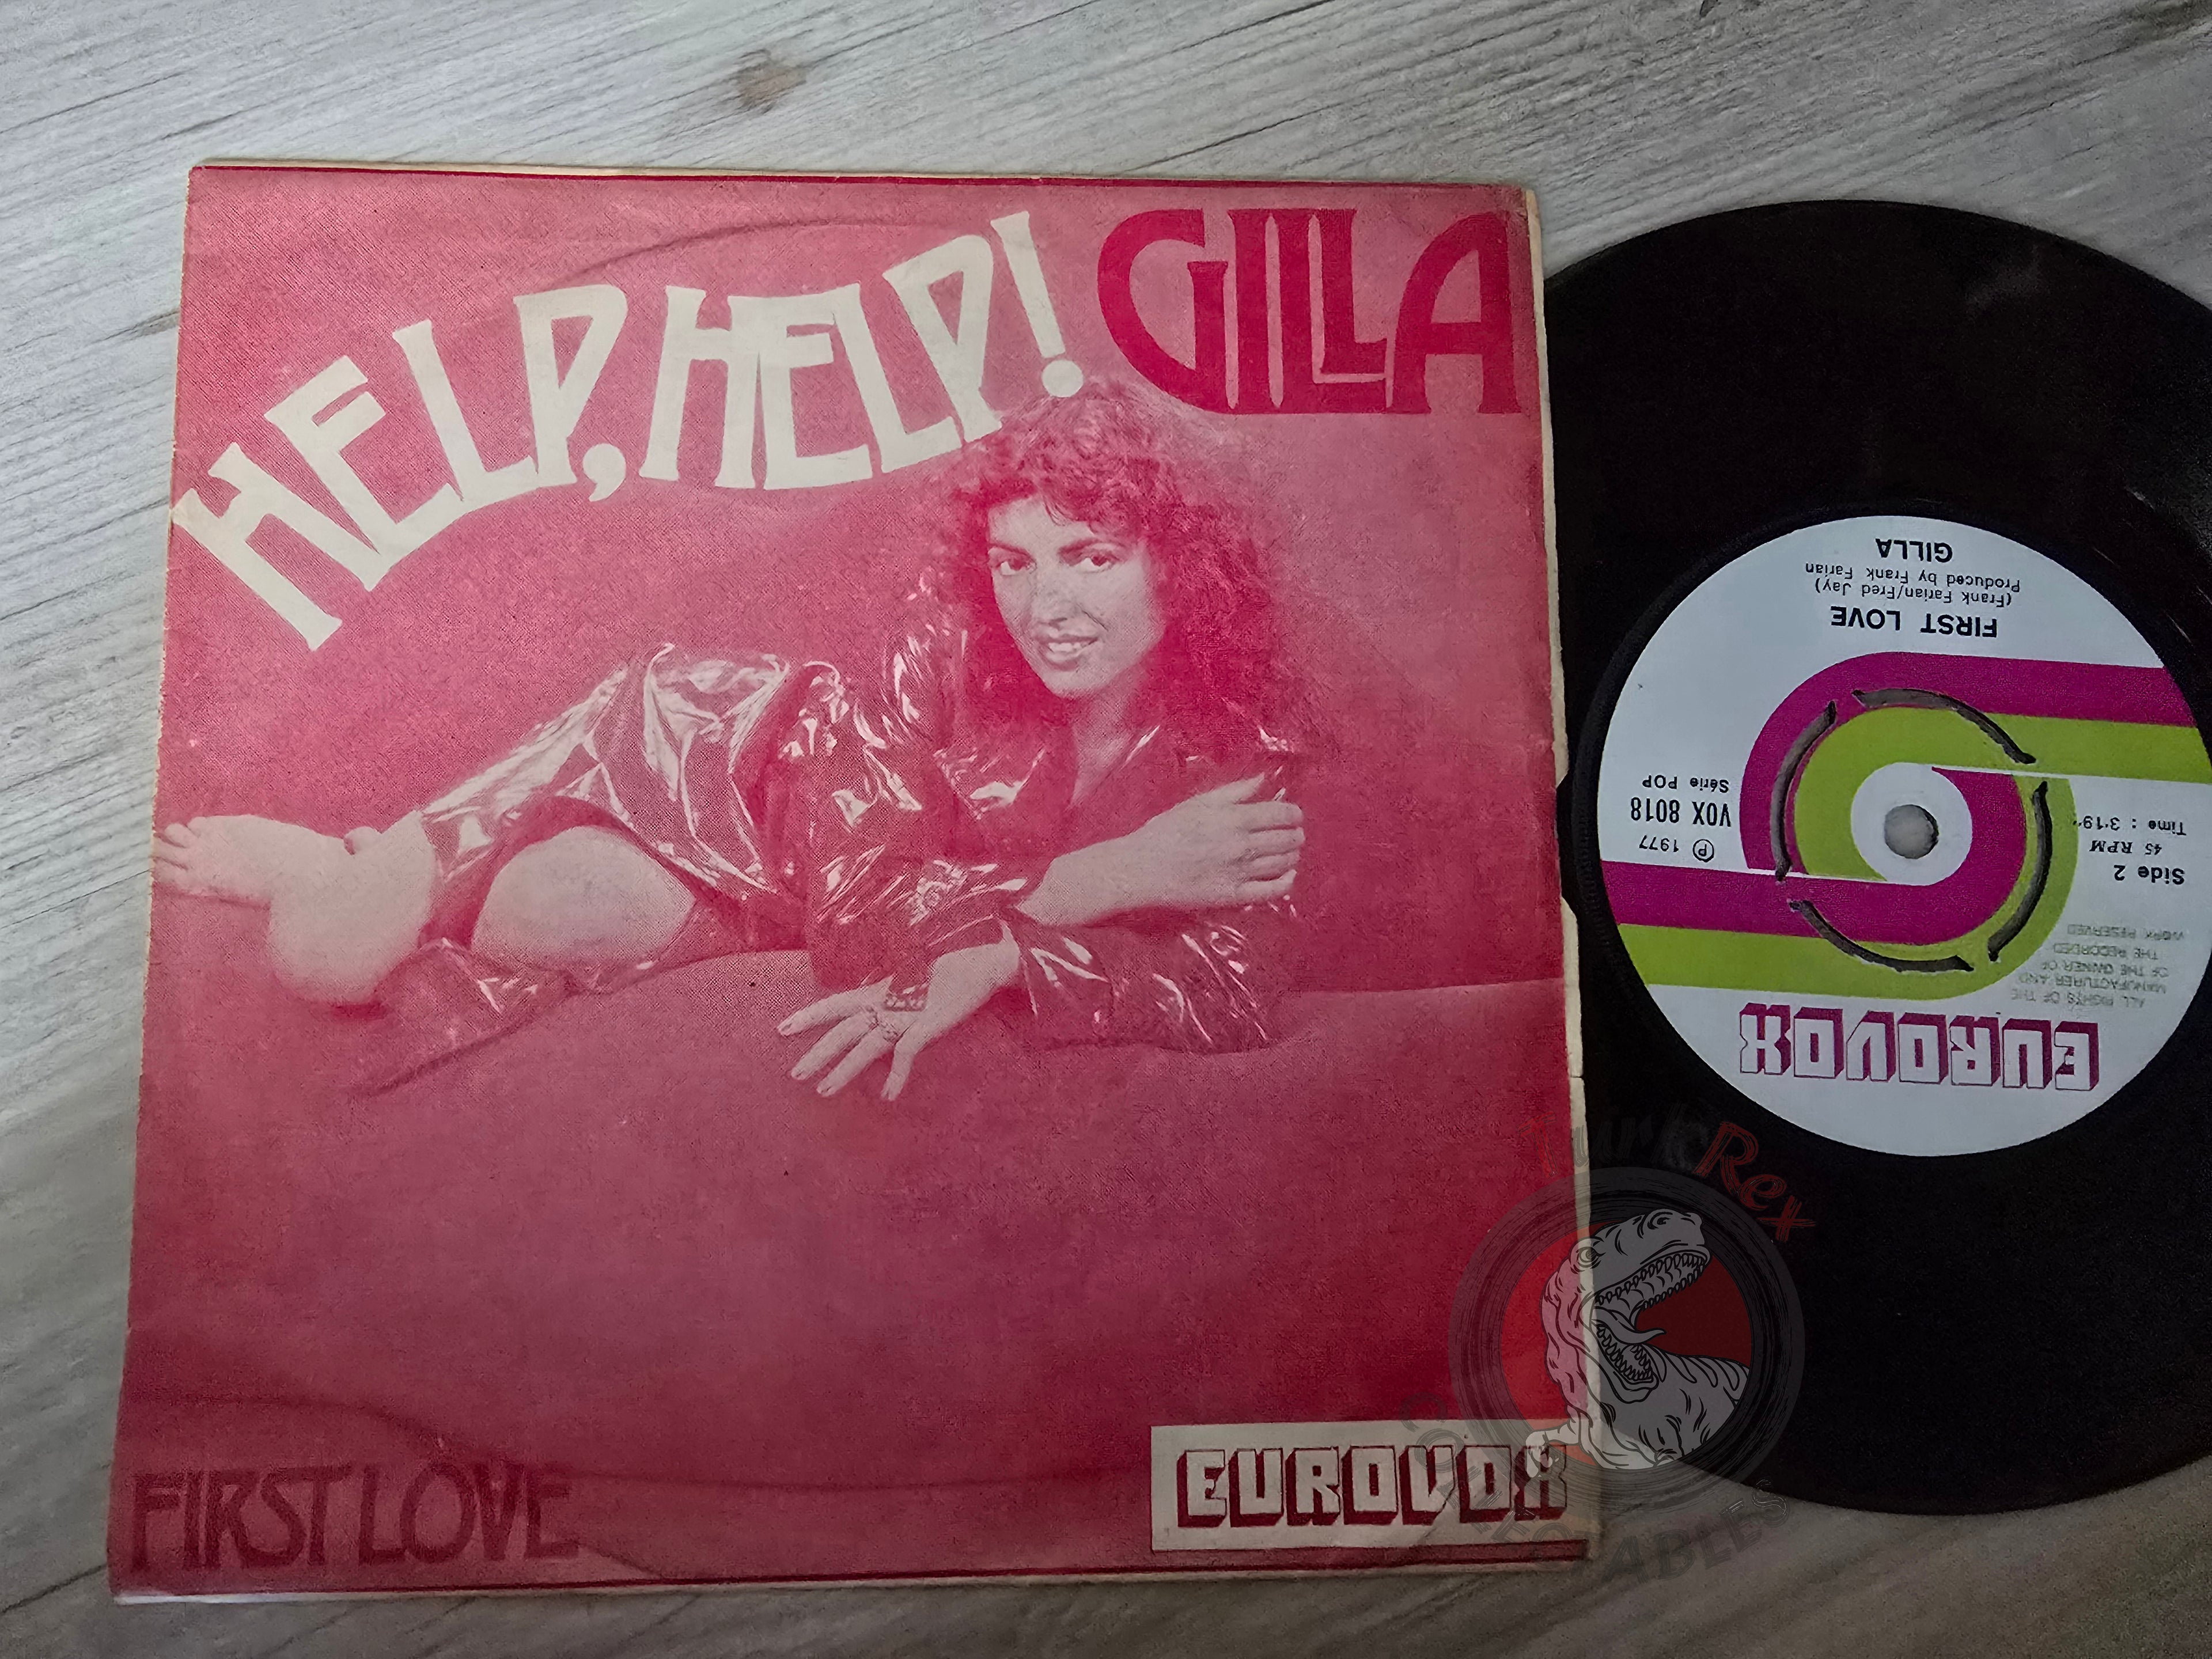 HELP, HELP!
GILLA
FIRST LOVE
EUROVOX
EUROVOX
ALL RIGHTS OF THE
MANUFACTURER AND
OF THE OWNER OF
THE RECORDED
WORK RESERVED
Side 2
45 RPM
Time : 3'19"
℗ 1977
VOX 8018
Série POP
FIRST LOVE
(Frank Farian/Fred Jay)
Produced by Frank Farian
GILLA
TurkRex
COLLECTABLES